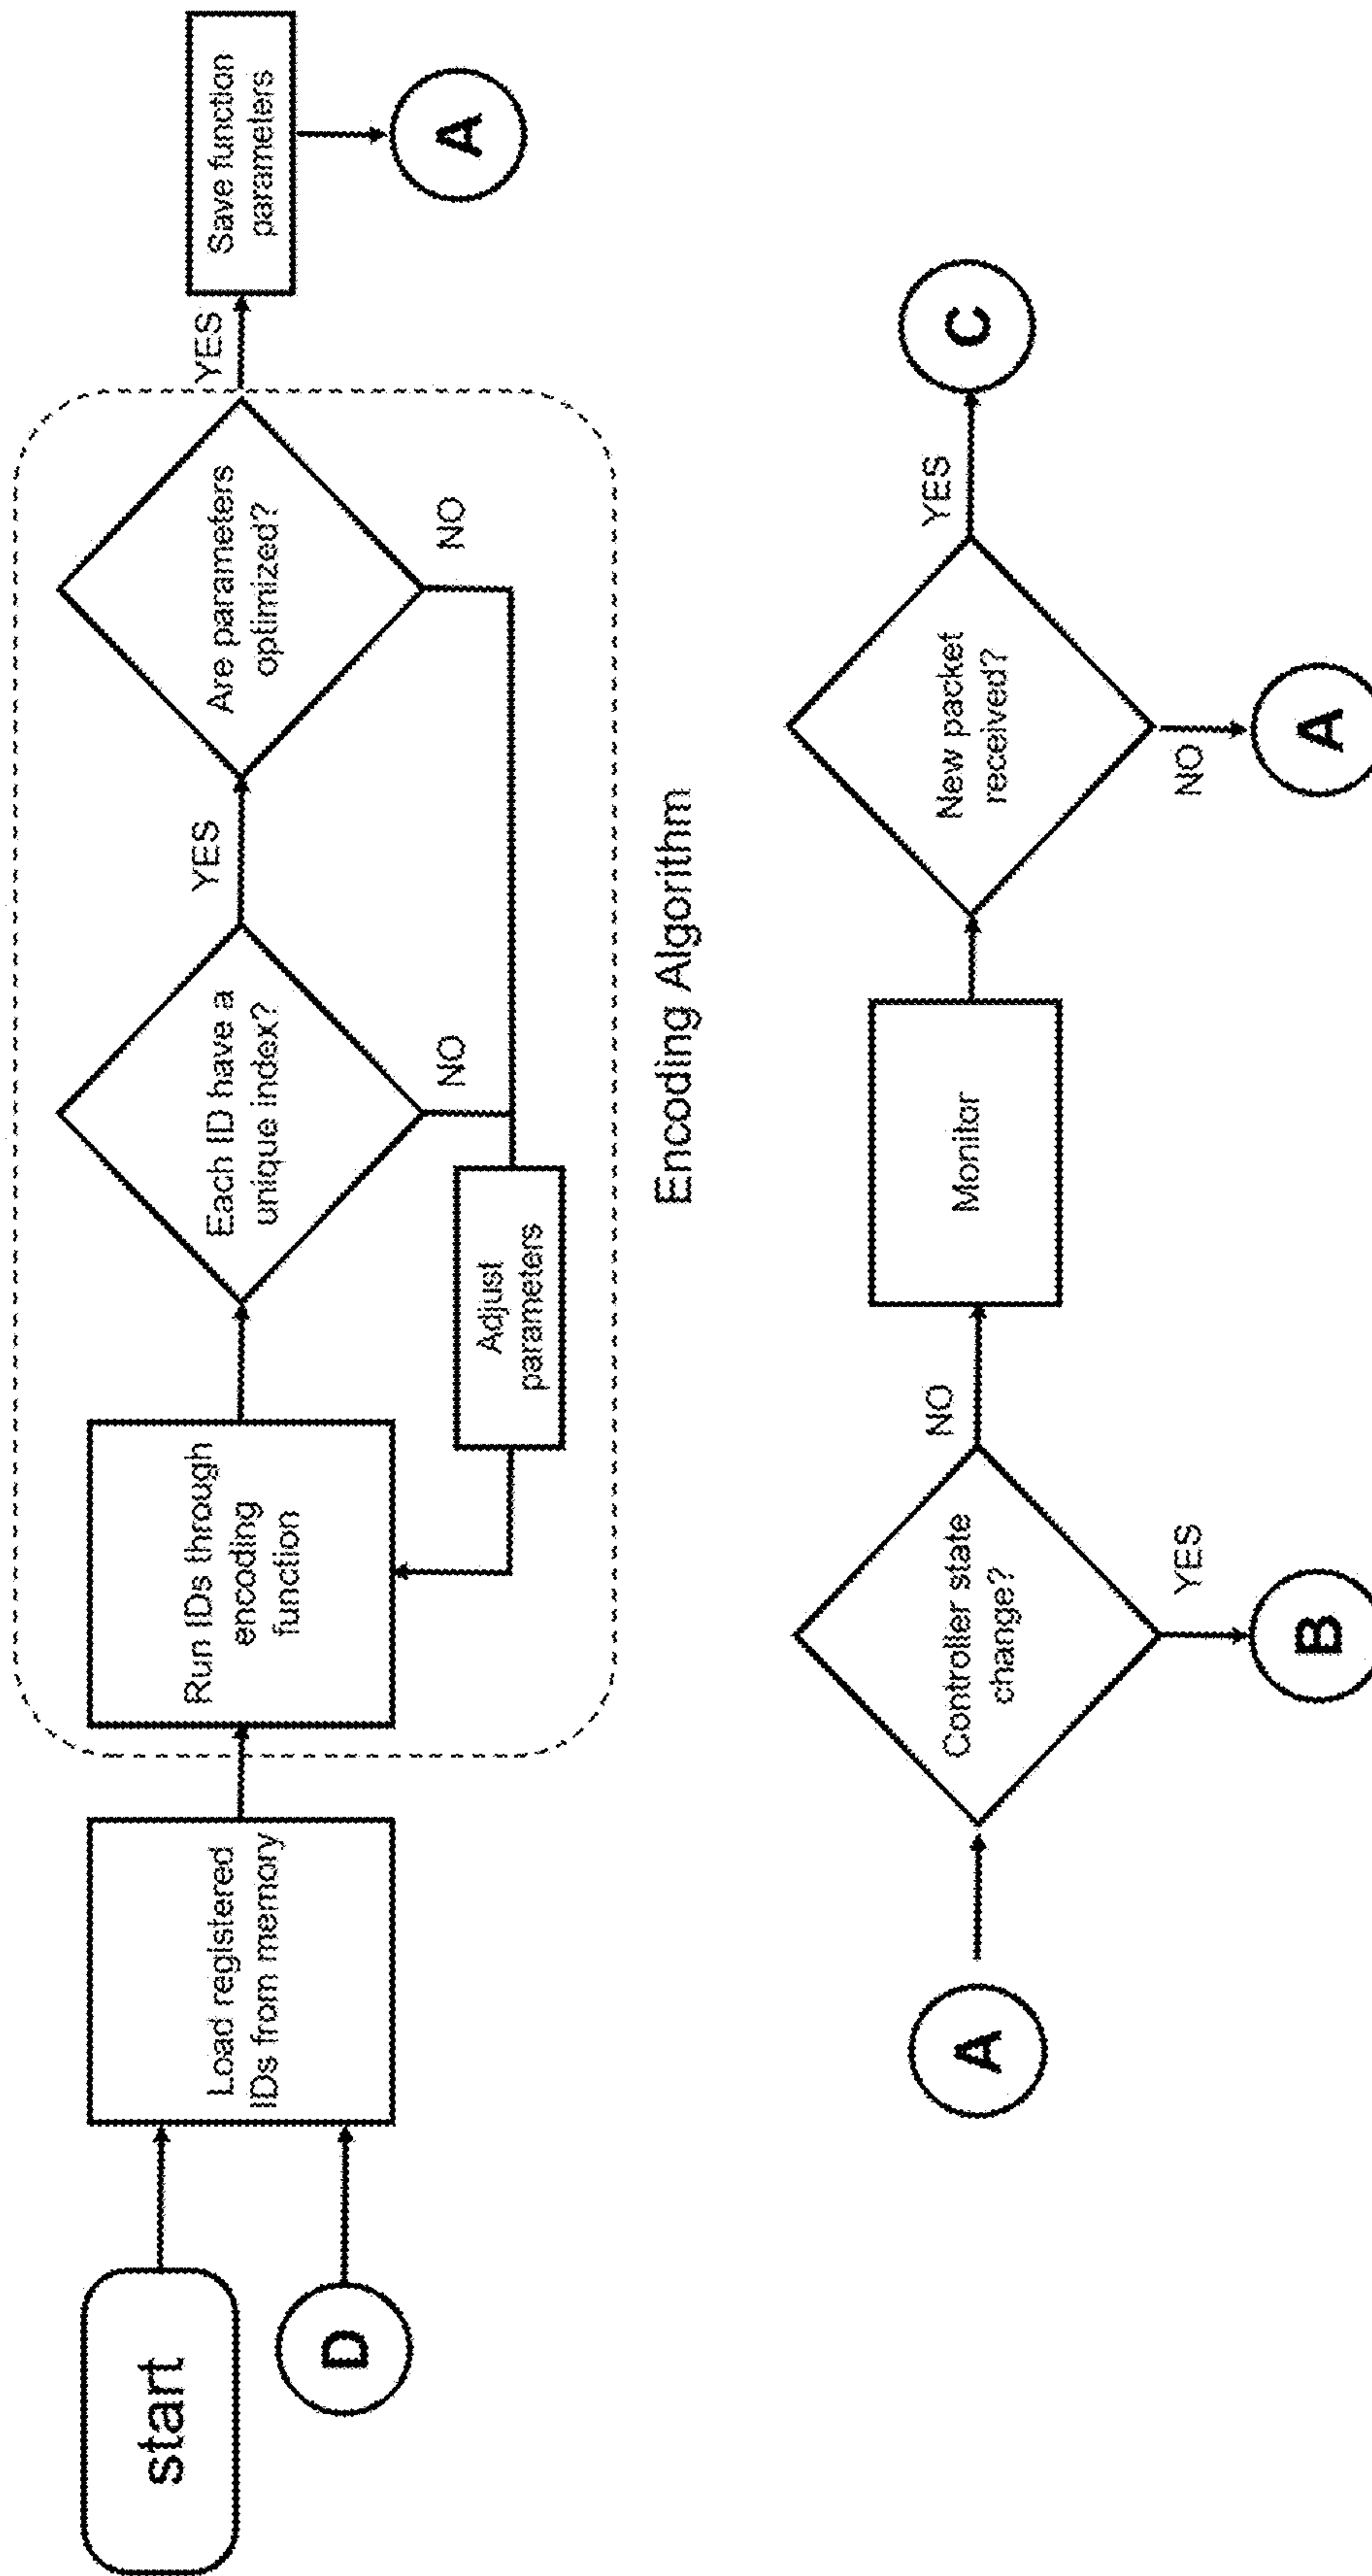 start
D
Load registered
IDs from memory
Run IDs through
encoding
function
Each ID have a
unique index?
YES
NO
Are parameters
optimized?
YES
NO
Adjust
parameters
Save function
parameters
A
Encoding Algorithm
A
Controller state
change?
NO
YES
B
Monitor
New packet
received?
YES
C
NO
A